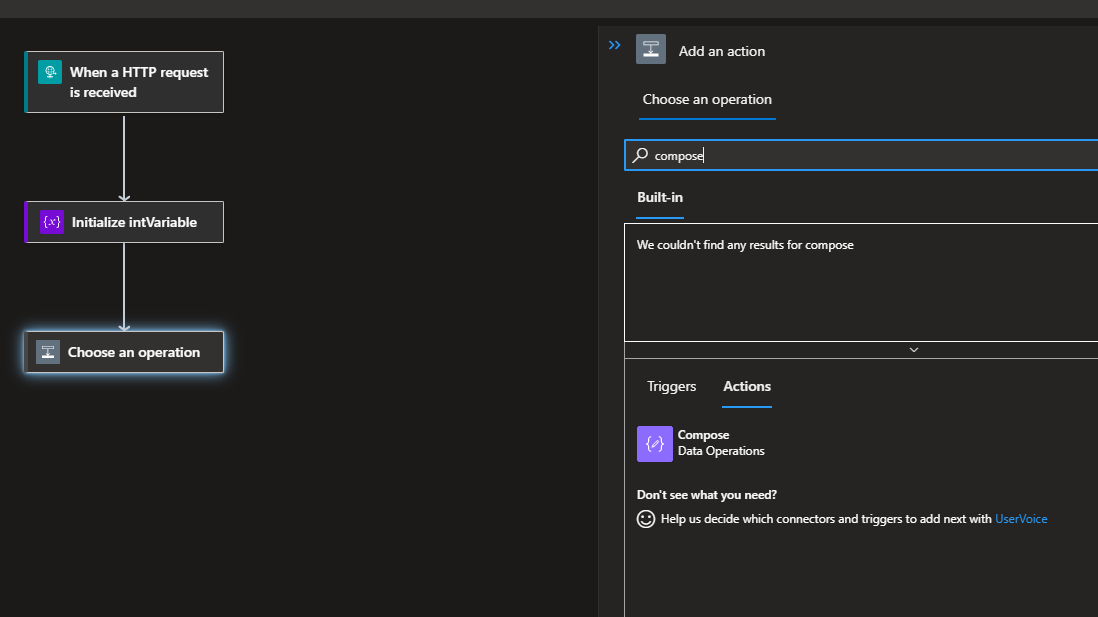 When a HTTP request
is received
{x} Initialize intVariable
Choose an operation
Add an action
Choose an operation
compose
Built-in
We couldn't find any results for compose
Triggers Actions
Compose
Data Operations
Don't see what you need?
Help us decide which connectors and triggers to add next with UserVoice